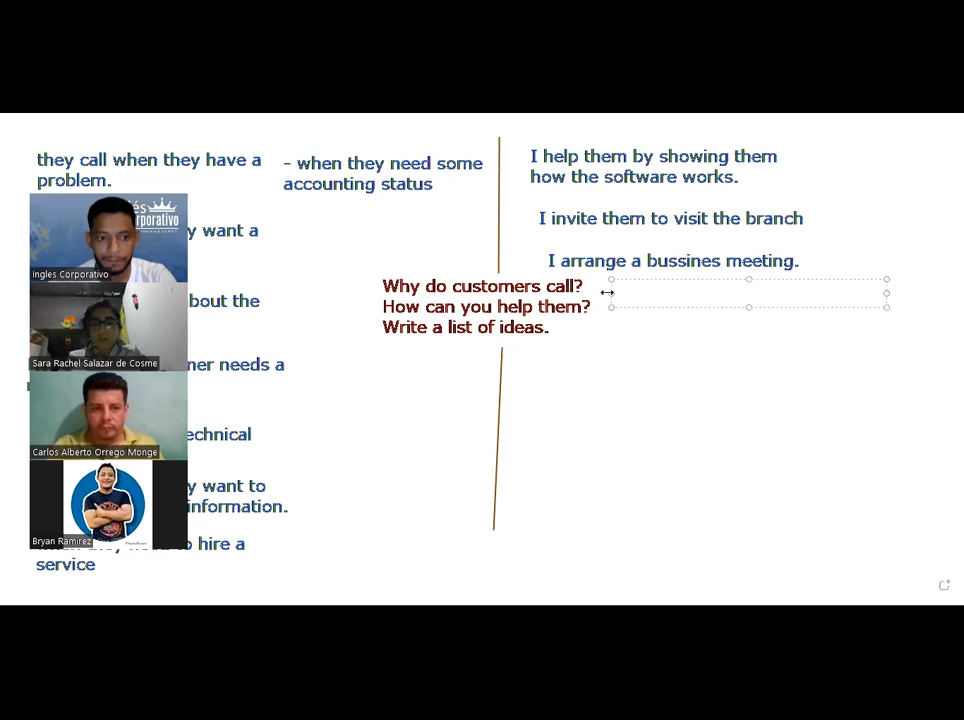 they call when they have a
problem.
- when they need some
accounting status
want a
the
needs a
want to
information.
hire a
service
Why do customers call?
How can you help them?
Write a list of ideas.
I help them by showing them
how the software works.
I invite them to visit the branch
I arrange a bussines meeting.
Ingles Corporativo
Sara Rachel Salazar de Cosme
Carlos Alberto Orrego Monge
Bryan Ramirez